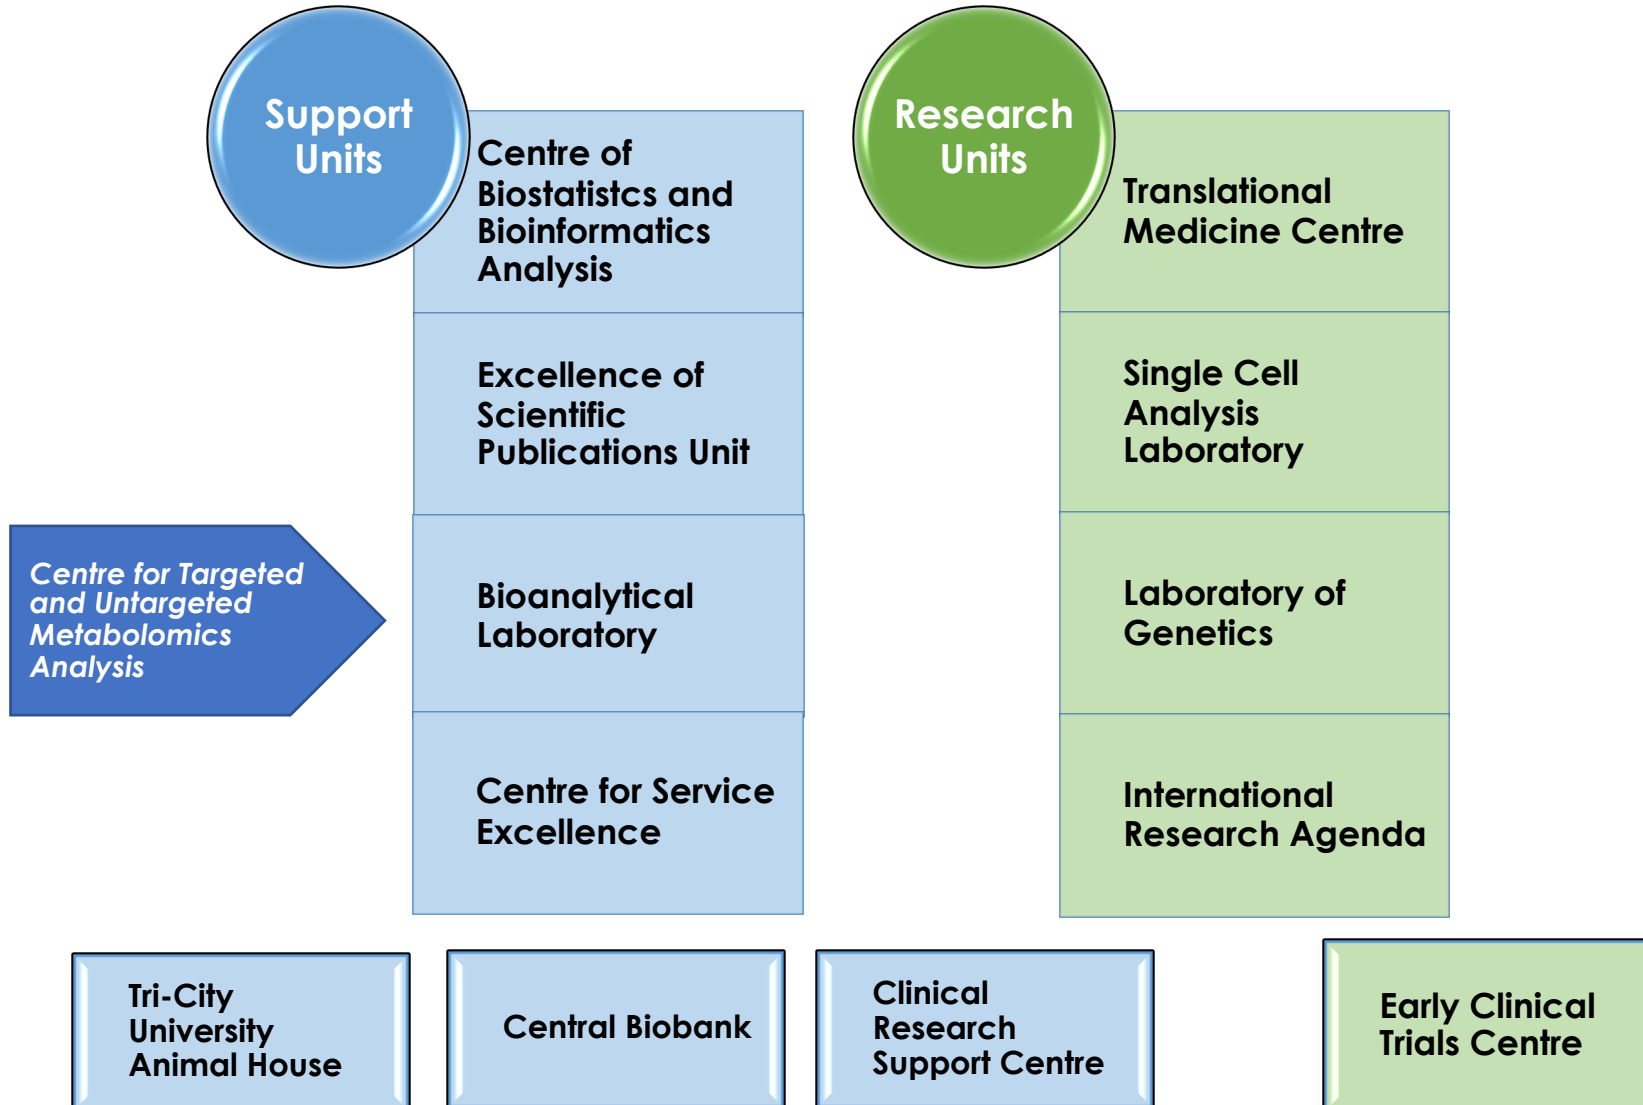 Support
Units
Centre of
Biostatistcs and
Bioinformatics
Analysis
Excellence of
Scientific
Publications Unit
Centre for Targeted
and Untargeted
Metabolomics
Analysis
Bioanalytical
Laboratory
Centre for Service
Excellence
Research
Units
Translational
Medicine Centre
Single Cell
Analysis
Laboratory
Laboratory of
Genetics
International
Research Agenda
Tri-City
University
Animal House
Central Biobank
Clinical
Research
Support Centre
Early Clinical
Trials Centre